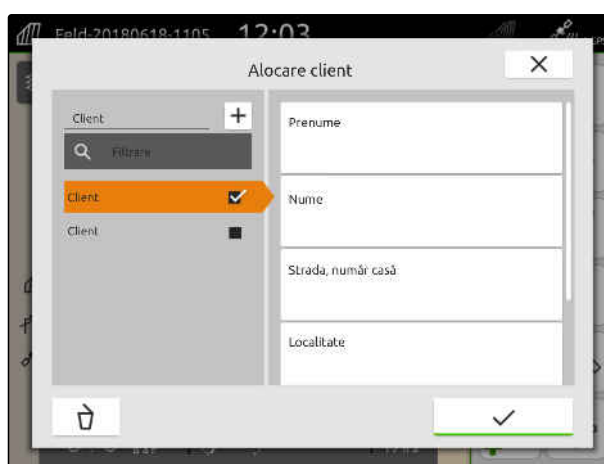 Feld-20180618-1105 12:03
Alocare client
Client
Filtrare
Client
Client
Prenume
Nume
Strada, număr casă
Localitate